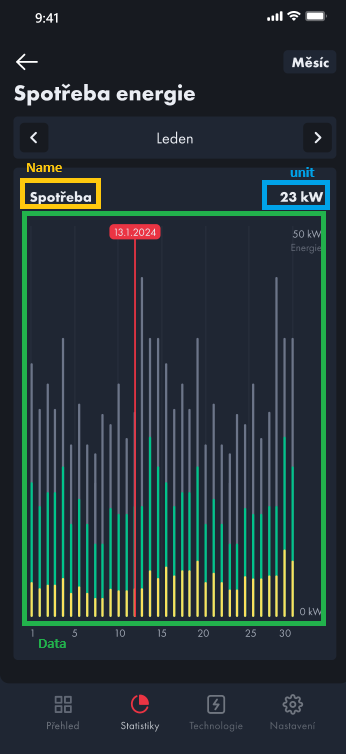 9:41
Měsíc
Spotřeba energie
Leden
Name
unit
Spotřeba
23 kW
13.1.2024
50 kW
Energie
0 kW
1 5 10 15 20 25 30
Data
Přehled Statistiky Technologie Nastavení